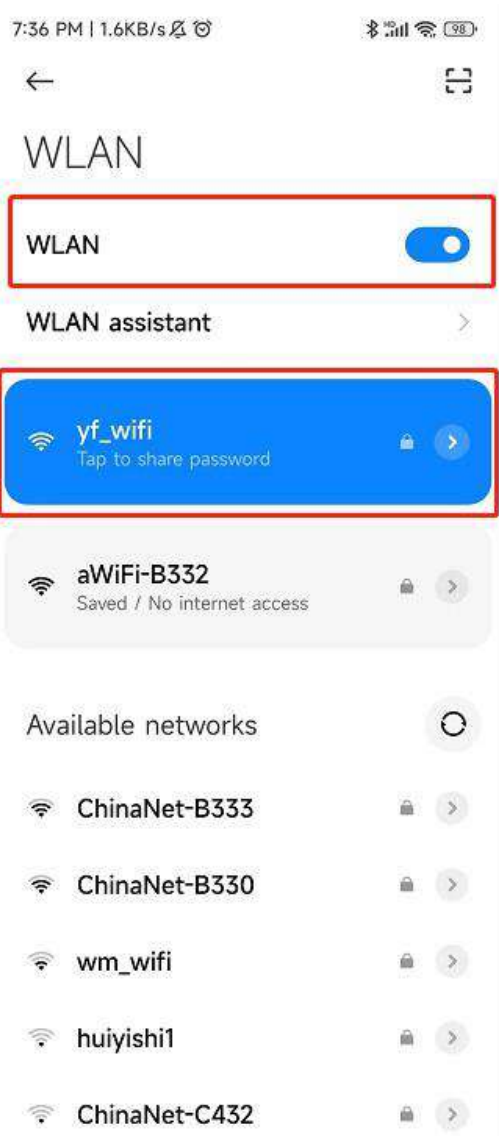 7:36 PM | 1.6KB/s
98
WLAN
WLAN
WLAN assistant
yf_wifi
Tap to share password
aWiFi-B332
Saved / No internet access
Available networks
ChinaNet-B333
ChinaNet-B330
wm_wifi
huiyishi1
ChinaNet-C432